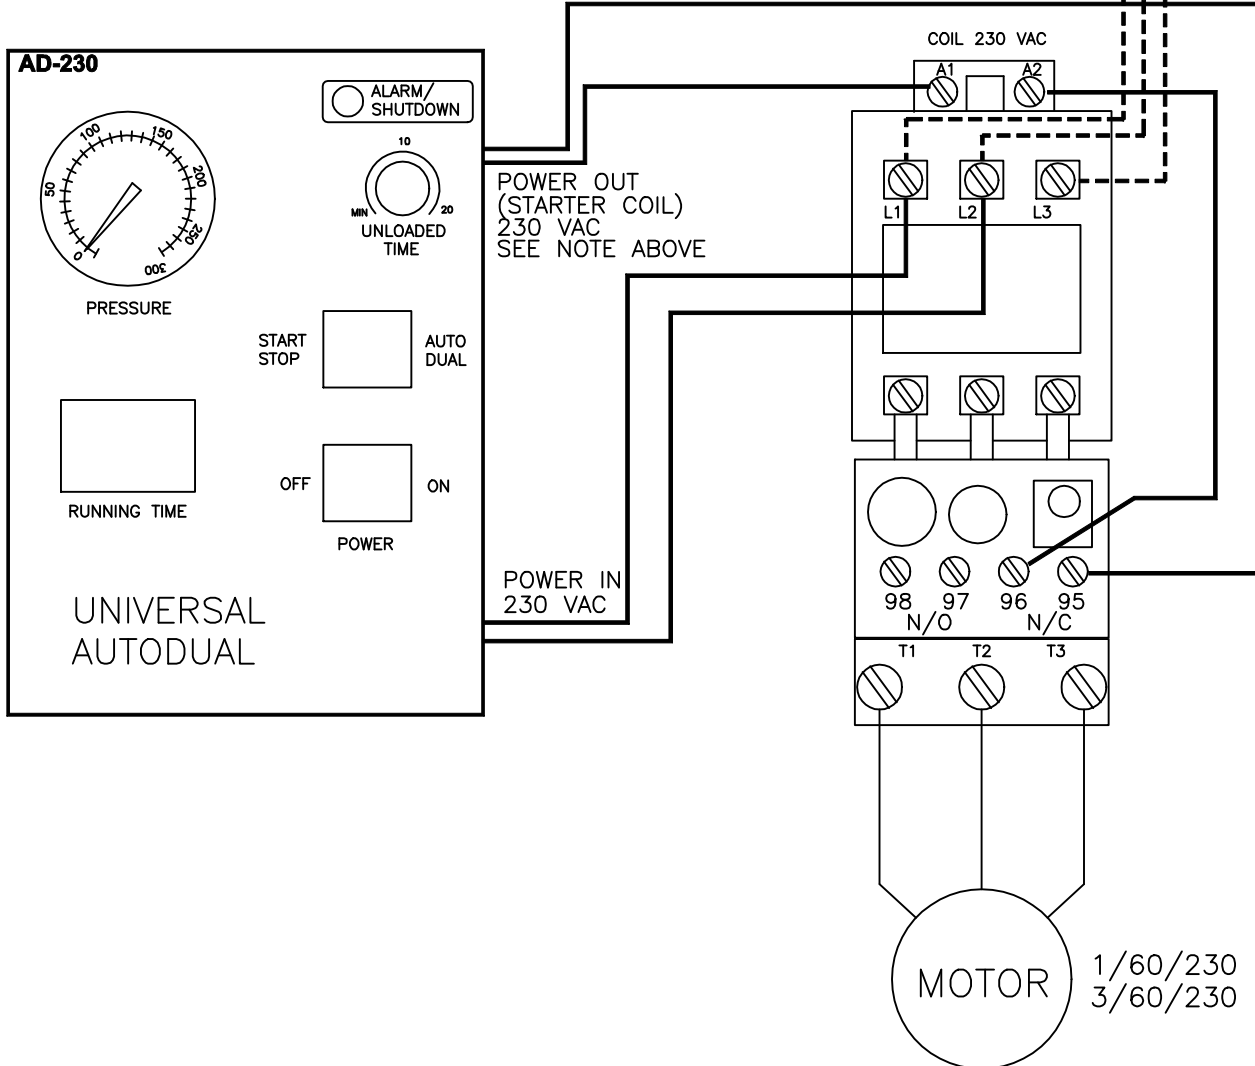 AD-230
ALARM/
SHUTDOWN
0
50
100
150
200
250
300
PRESSURE
MIN
10
20
UNLOADED
TIME
START
STOP
AUTO
DUAL
RUNNING TIME
OFF
ON
POWER
UNIVERSAL
AUTODUAL
POWER OUT
(STARTER COIL)
230 VAC
SEE NOTE ABOVE
POWER IN
230 VAC
COIL 230 VAC
A1
A2
L1
L2
L3
98
97
96
95
N/O
N/C
T1
T2
T3
MOTOR
1/60/230
3/60/230